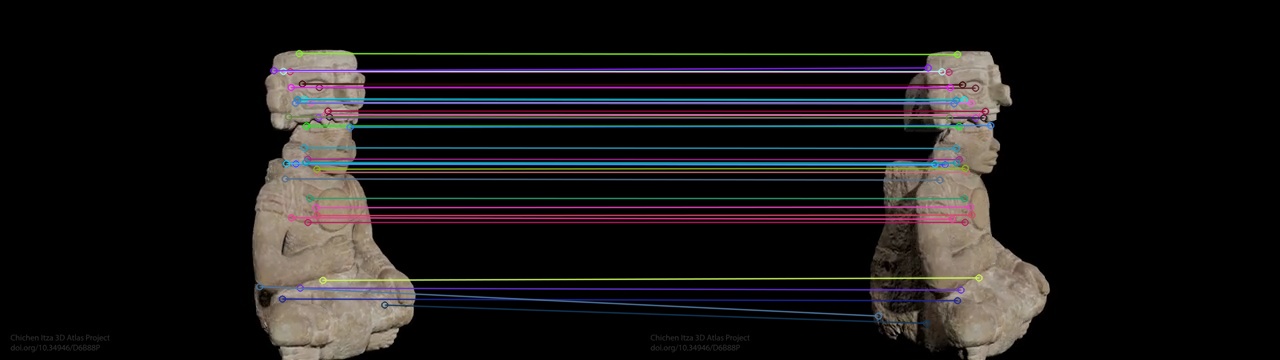 Chichen Itza 3D Atlas Project
doi.org/10.34946/D6B88P
Chichen Itza 3D Atlas Project
doi.org/10.34946/D6B88P